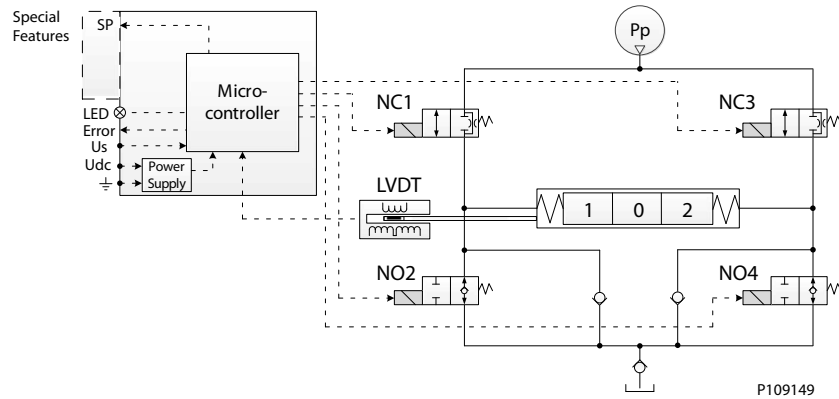 Special
Features
SP
Pp
Micro-
controller
NC1
NC3
LED
Error
Us
Udc
Power
Supply
LVDT
1 0 2
NO2
NO4
P109149